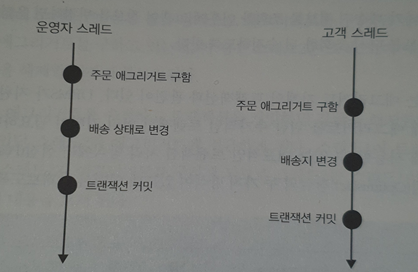 운영자 스레드
주문 애그리거트 구함
배송 상태로 변경
트랜잭션 커밋
고객 스레드
주문 애그리거트 구함
배송지 변경
트랜잭션 커밋